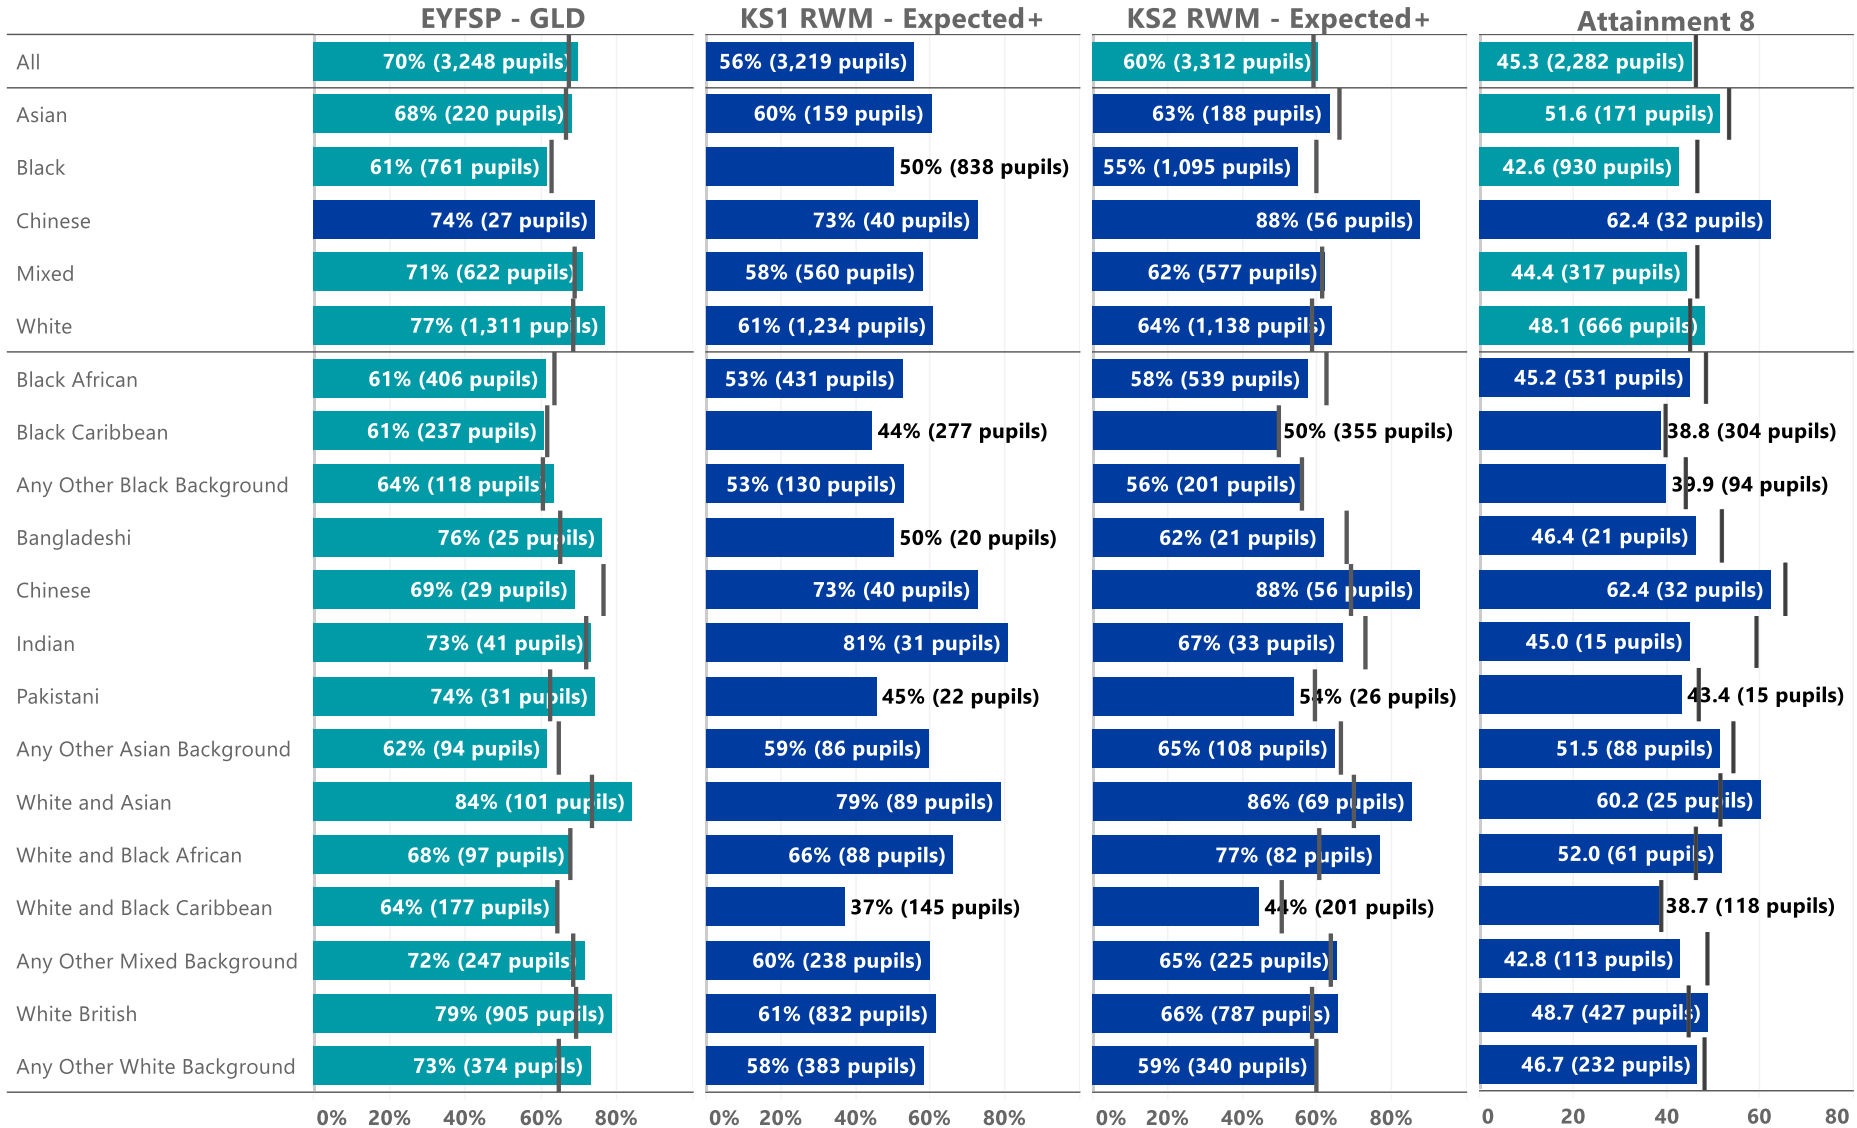 EYFSP - GLD KS1 RWM - Expected+ KS2 RWM - Expected+ Attainment 8
All 70% (3,248 pupils) 56% (3,219 pupils) 60% (3,312 pupils) 45.3 (2,282 pupils)
Asian 68% (220 pupils) 60% (159 pupils) 63% (188 pupils) 51.6 (171 pupils)
Black 61% (761 pupils) 50% (838 pupils) 55% (1,095 pupils) 42.6 (930 pupils)
Chinese 74% (27 pupils) 73% (40 pupils) 88% (56 pupils) 62.4 (32 pupils)
Mixed 71% (622 pupils) 58% (560 pupils) 62% (577 pupils) 44.4 (317 pupils)
White 77% (1,311 pupils) 61% (1,234 pupils) 64% (1,138 pupils) 48.1 (666 pupils)
Black African 61% (406 pupils) 53% (431 pupils) 58% (539 pupils) 45.2 (531 pupils)
Black Caribbean 61% (237 pupils) 44% (277 pupils) 50% (355 pupils) 38.8 (304 pupils)
Any Other Black Background 64% (118 pupils) 53% (130 pupils) 56% (201 pupils) 39.9 (94 pupils)
Bangladeshi 76% (25 pupils) 50% (20 pupils) 62% (21 pupils) 46.4 (21 pupils)
Chinese 69% (29 pupils) 73% (40 pupils) 88% (56 pupils) 62.4 (32 pupils)
Indian 73% (41 pupils) 81% (31 pupils) 67% (33 pupils) 45.0 (15 pupils)
Pakistani 74% (31 pupils) 45% (22 pupils) 54% (26 pupils) 43.4 (15 pupils)
Any Other Asian Background 62% (94 pupils) 59% (86 pupils) 65% (108 pupils) 51.5 (88 pupils)
White and Asian 84% (101 pupils) 79% (89 pupils) 86% (69 pupils) 60.2 (25 pupils)
White and Black African 68% (97 pupils) 66% (88 pupils) 77% (82 pupils) 52.0 (61 pupils)
White and Black Caribbean 64% (177 pupils) 37% (145 pupils) 44% (201 pupils) 38.7 (118 pupils)
Any Other Mixed Background 72% (247 pupils) 60% (238 pupils) 65% (225 pupils) 42.8 (113 pupils)
White British 79% (905 pupils) 61% (832 pupils) 66% (787 pupils) 48.7 (427 pupils)
Any Other White Background 73% (374 pupils) 58% (383 pupils) 59% (340 pupils) 46.7 (232 pupils)
0% 20% 40% 60% 80% 0% 20% 40% 60% 80% 0% 20% 40% 60% 80% 0 20 40 60 80